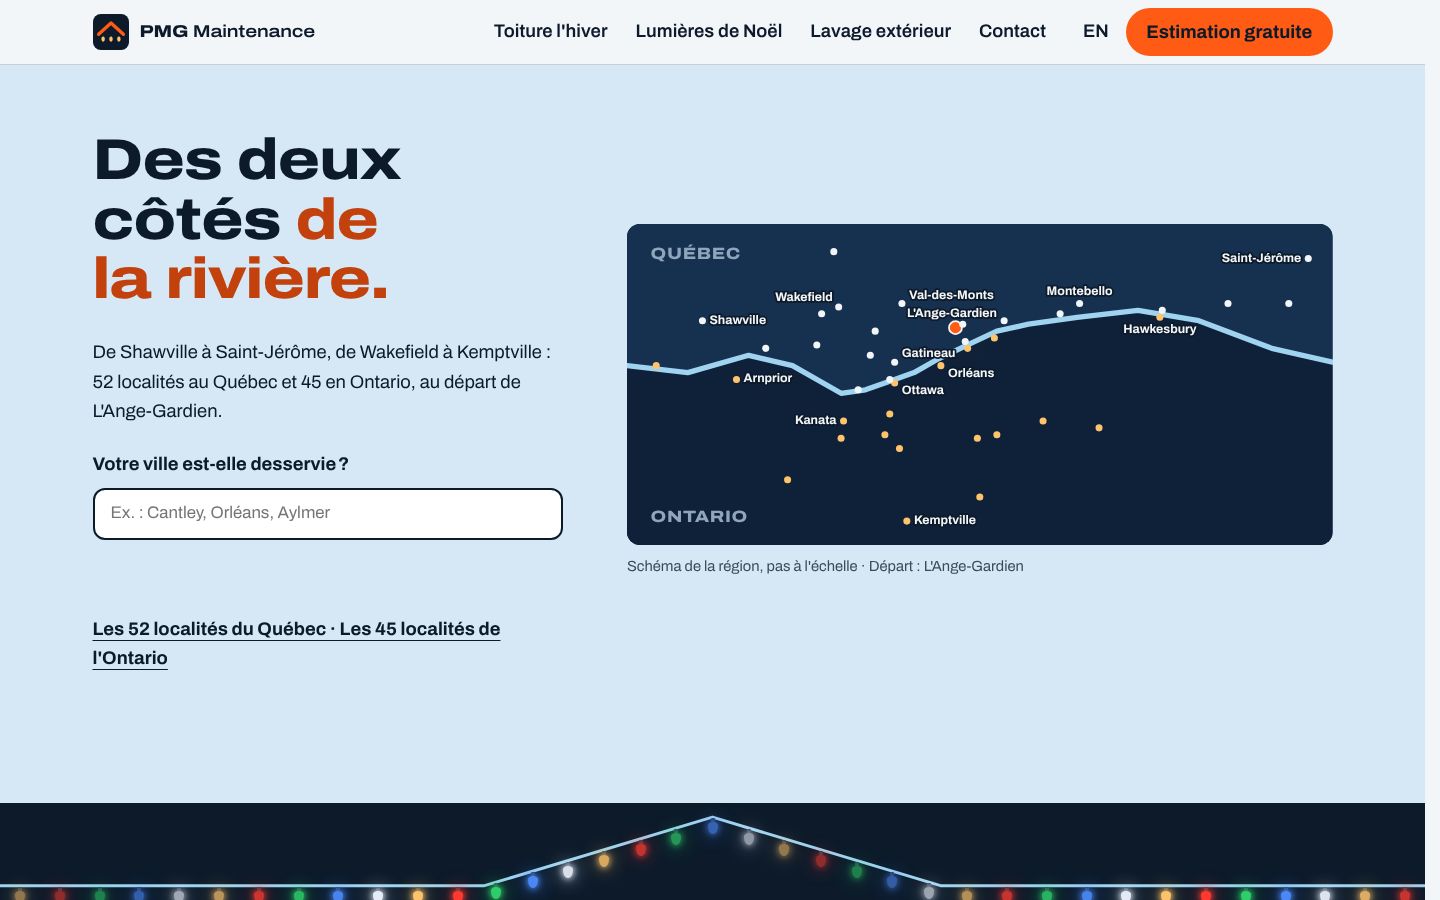 PMG Maintenance
Toiture l'hiver
Lumières de Noël
Lavage extérieur
Contact
EN
Estimation gratuite
Des deux
côtés de
la rivière.
De Shawville à Saint-Jérôme, de Wakefield à Kemptville :
52 localités au Québec et 45 en Ontario, au départ de
L'Ange-Gardien.
Votre ville est-elle desservie ?
Ex. : Cantley, Orléans, Aylmer
Les 52 localités du Québec · Les 45 localités de
l'Ontario
QUÉBEC
Saint-Jérôme
Wakefield
Val-des-Monts
Montebello
L'Ange-Gardien
Shawville
Hawkesbury
Gatineau
Arnprior
Orléans
Ottawa
Kanata
ONTARIO
Kemptville
Schéma de la région, pas à l'échelle · Départ : L'Ange-Gardien